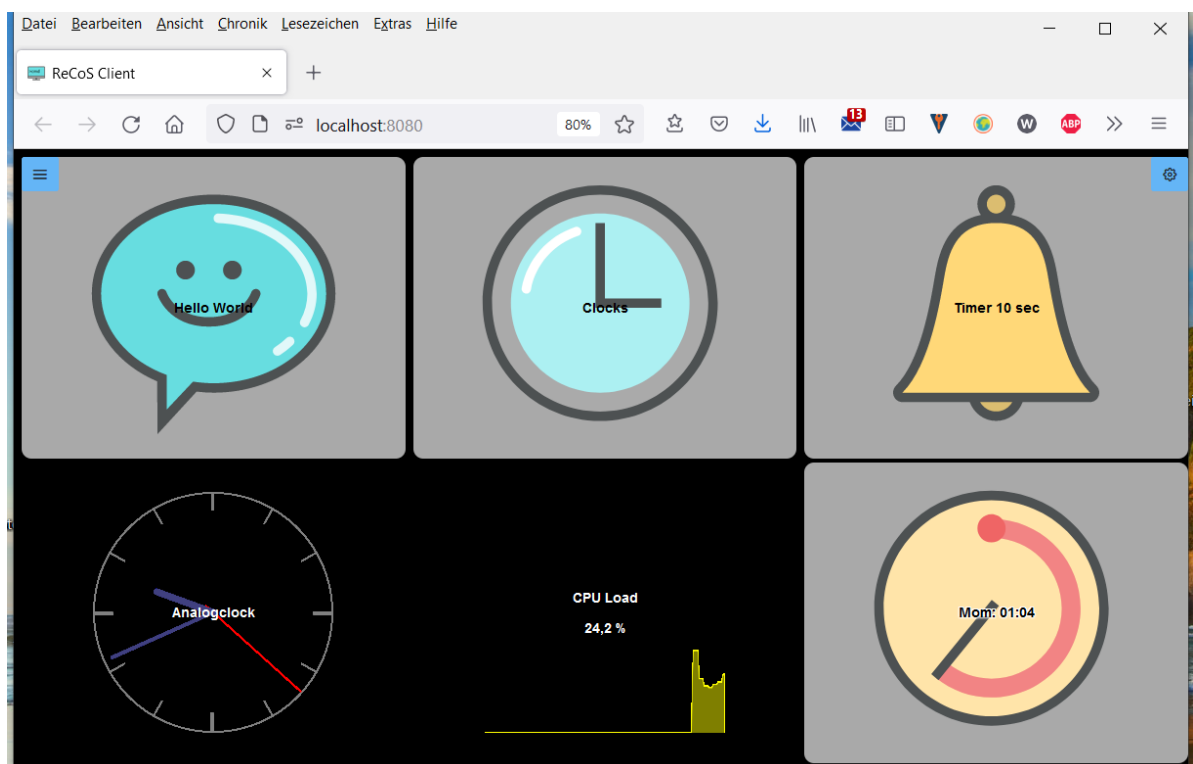 Datei Bearbeiten Ansicht Chronik Lesezeichen Extras Hilfe
ReCoS Client
localhost:8080
80%
13
W
ABP
Hello World
Clocks
Timer 10 sec
Analogclock
CPU Load
24,2 %
Mom: 01:04